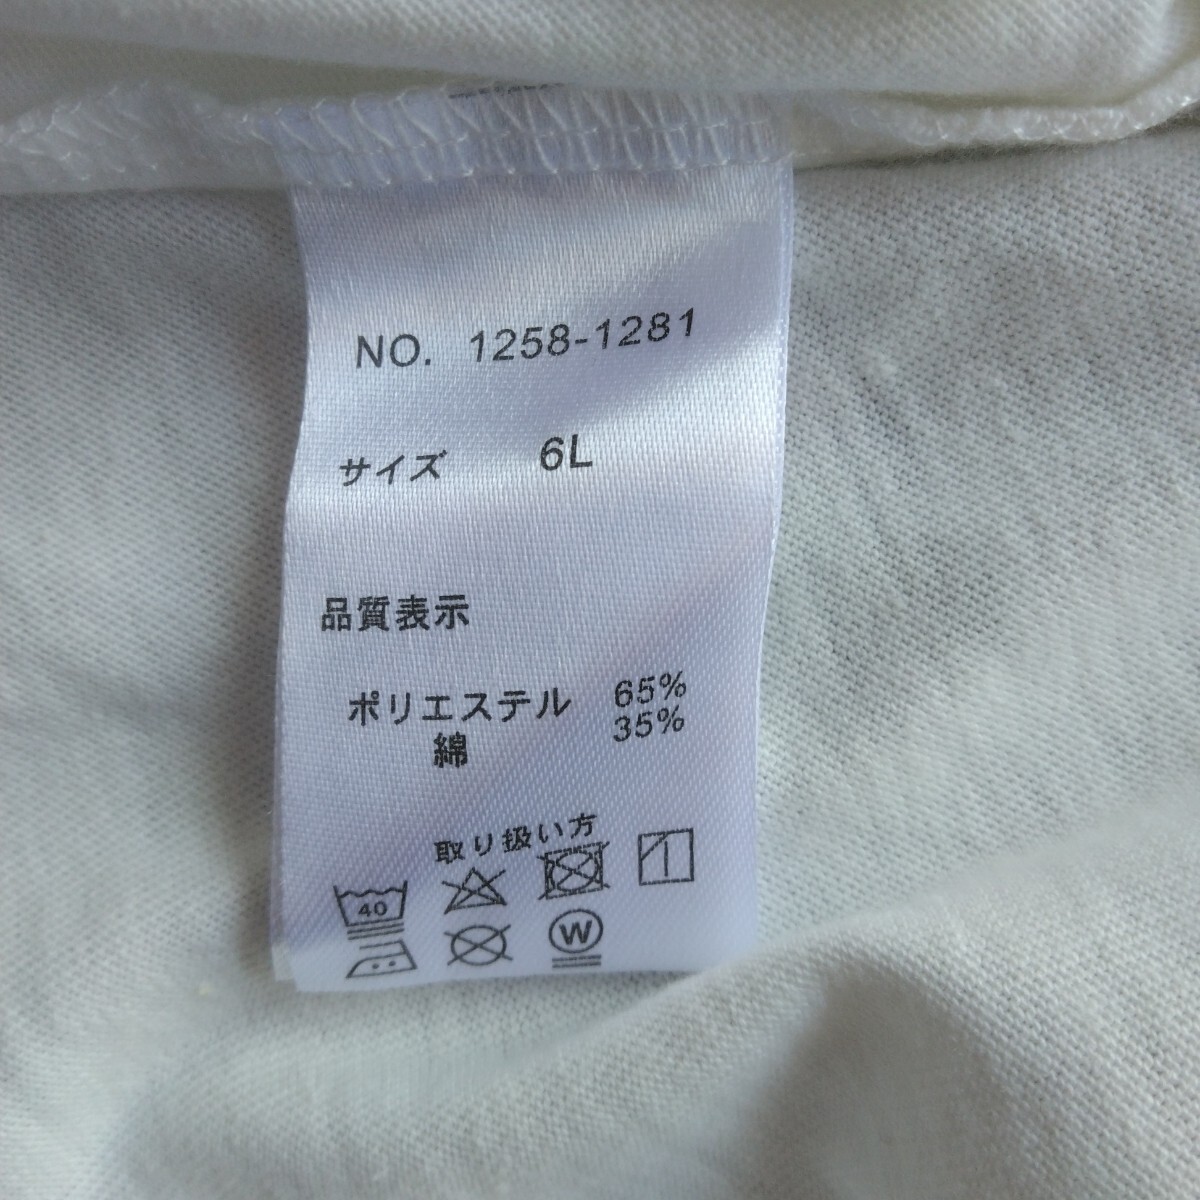 NO. 1258-1281
サイズ 6L
品質表示
ポリエステル 65%
綿 35%
取り扱い方
40
W